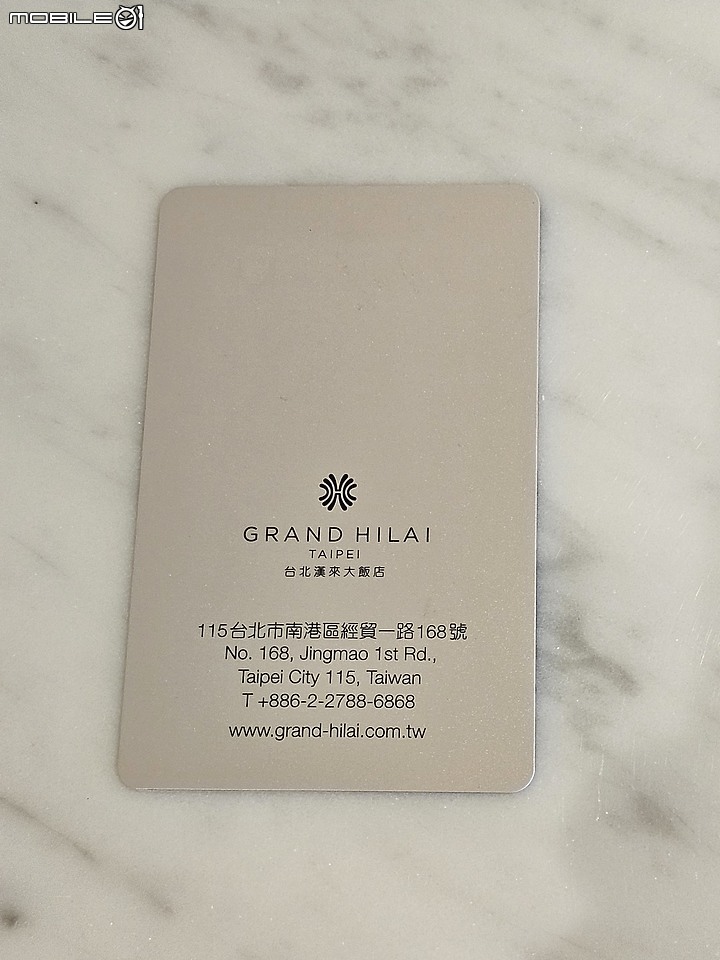 MOBILE01
GRAND HILAI
TAIPEI
台北漢來大飯店
115台北市南港區經貿一路168號
No. 168, Jingmao 1st Rd.,
Taipei City 115, Taiwan
T +886-2-2788-6868
www.grand-hilai.com.tw